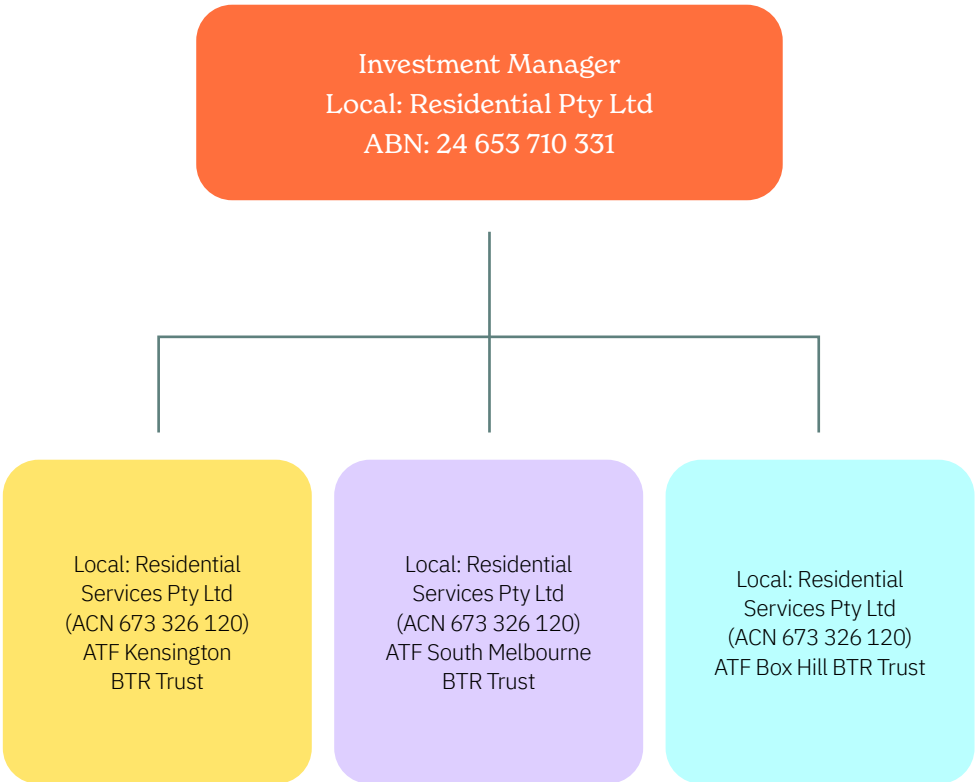 Investment Manager
Local: Residential Pty Ltd
ABN: 24 653 710 331
Local: Residential
Services Pty Ltd
(ACN 673 326 120)
ATF Kensington
BTR Trust
Local: Residential
Services Pty Ltd
(ACN 673 326 120)
ATF South Melbourne
BTR Trust
Local: Residential
Services Pty Ltd
(ACN 673 326 120)
ATF Box Hill BTR Trust